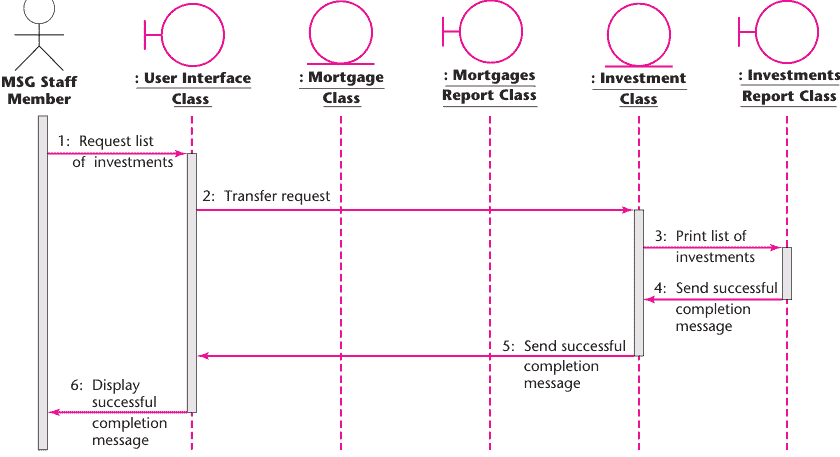 MSG Staff
Member
: User Interface
Class
: Mortgage
Class
: Mortgages
Report Class
: Investment
Class
: Investments
Report Class
1: Request list
of investments
2: Transfer request
3: Print list of
investments
4: Send successful
completion
message
5: Send successful
completion
message
6: Display
successful
completion
message